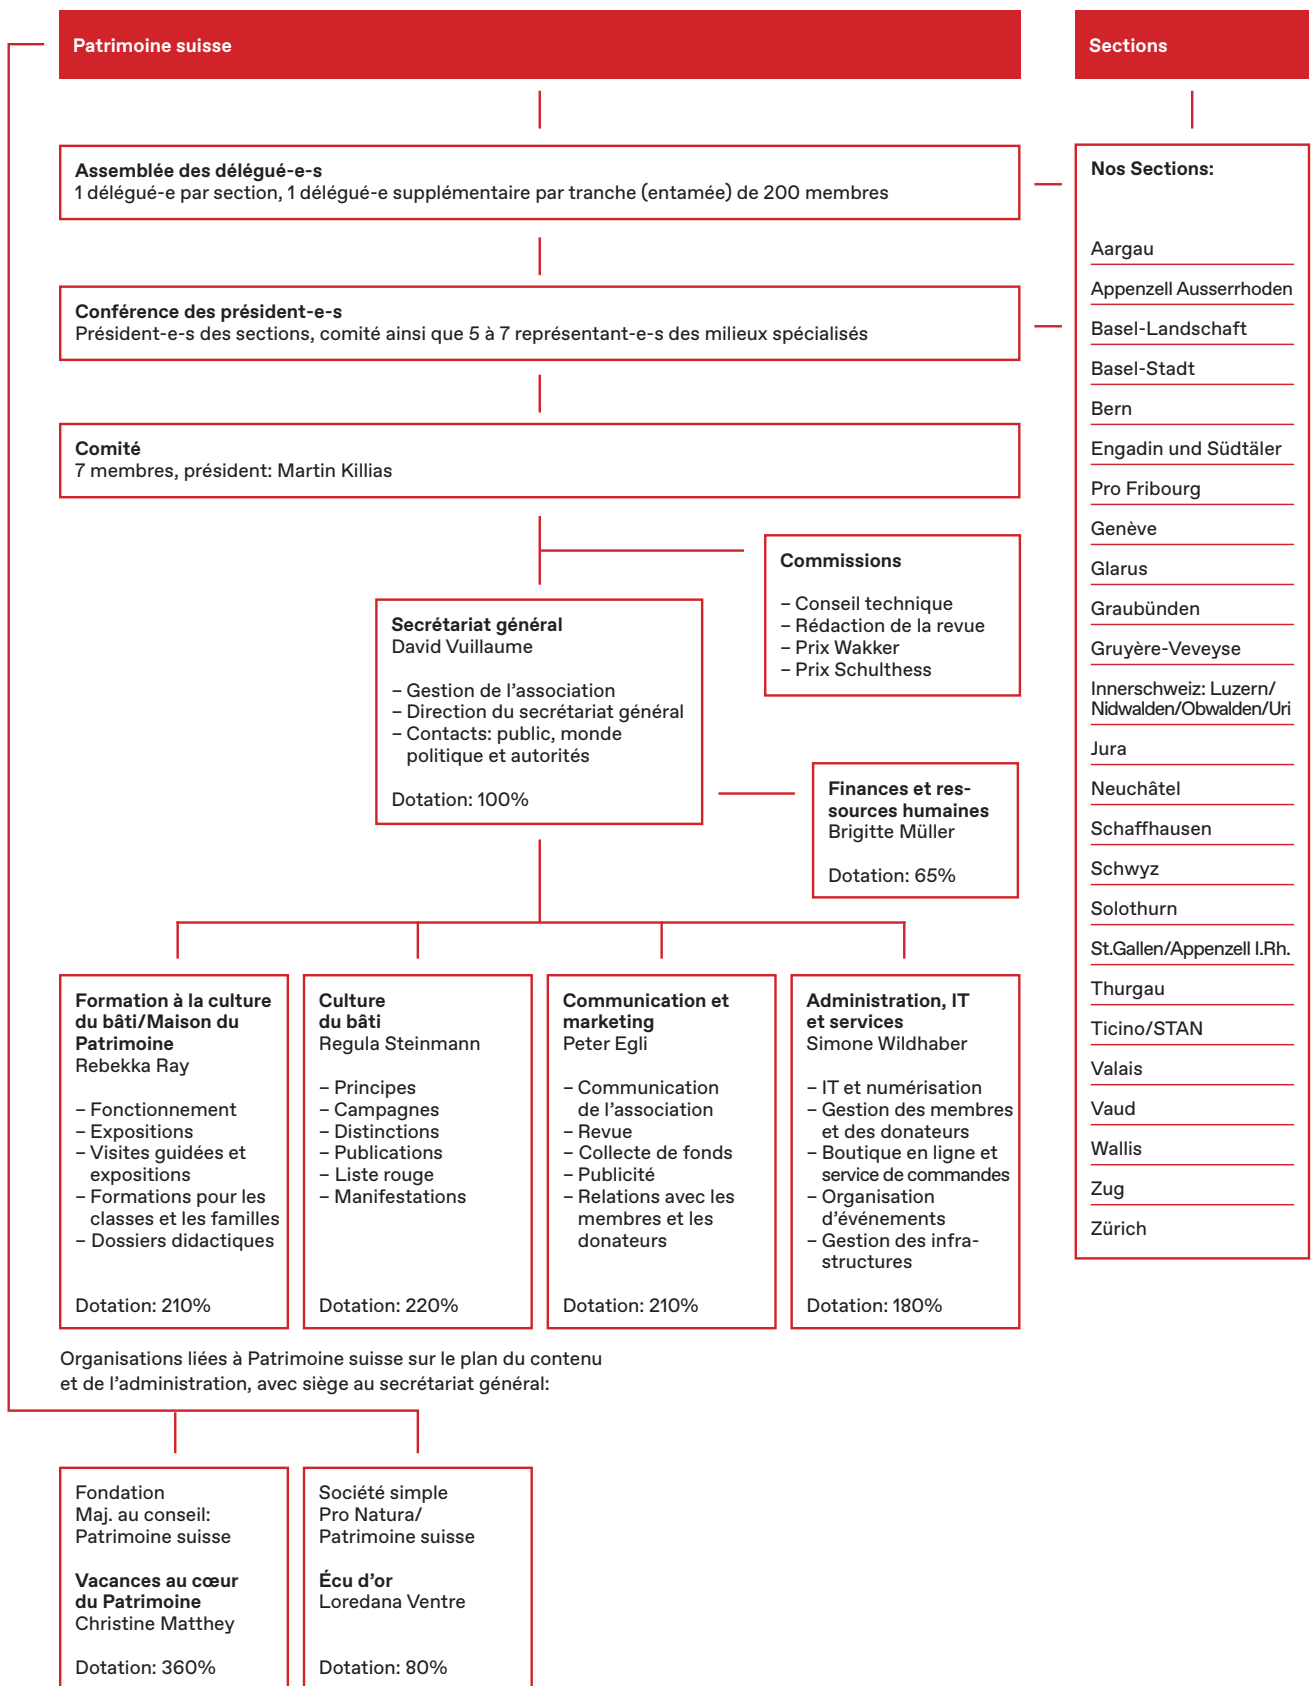 Patrimoine suisse
Assemblée des délégué-e-s
1 délégué-e par section, 1 délégué-e supplémentaire par tranche (entamée) de 200 membres
Conférence des président-e-s
Président-e-s des sections, comité ainsi que 5 à 7 représentant-e-s des milieux spécialisés
Comité
7 membres, président: Martin Killias
Commissions
– Conseil technique
– Rédaction de la revue
– Prix Wakker
– Prix Schulthess
Secrétariat général
David Vuillaume
– Gestion de l’association
– Direction du secrétariat général
– Contacts: public, monde
politique et autorités
Dotation: 100%
Finances et res-
sources humaines
Brigitte Müller
Dotation: 65%
Formation à la culture
du bâti/Maison du
Patrimoine
Rebekka Ray
– Fonctionnement
– Expositions
– Visites guidées et
expositions
– Formations pour les
classes et les familles
– Dossiers didactiques
Dotation: 210%
Culture
du bâti
Regula Steinmann
– Principes
– Campagnes
– Distinctions
– Publications
– Liste rouge
– Manifestations
Dotation: 220%
Communication et
marketing
Peter Egli
– Communication
de l’association
– Revue
– Collecte de fonds
– Publicité
– Relations avec les
membres et les
donateurs
Dotation: 210%
Administration, IT
et services
Simone Wildhaber
– IT et numérisation
– Gestion des membres
et des donateurs
– Boutique en ligne et
service de commandes
– Organisation
d’événements
– Gestion des infra-
structures
Dotation: 180%
Organisations liées à Patrimoine suisse sur le plan du contenu
et de l’administration, avec siège au secrétariat général:
Fondation
Maj. au conseil:
Patrimoine suisse
Vacances au cœur
du Patrimoine
Christine Matthey
Dotation: 360%
Société simple
Pro Natura/
Patrimoine suisse
Écu d’or
Loredana Ventre
Dotation: 80%
Sections
Nos Sections:
Aargau
Appenzell Ausserrhoden
Basel-Landschaft
Basel-Stadt
Bern
Engadin und Südtäler
Pro Fribourg
Genève
Glarus
Graubünden
Gruyère-Veveyse
Innerschweiz: Luzern/
Nidwalden/Obwalden/Uri
Jura
Neuchâtel
Schaffhausen
Schwyz
Solothurn
St.Gallen/Appenzell I.Rh.
Thurgau
Ticino/STAN
Valais
Vaud
Wallis
Zug
Zürich